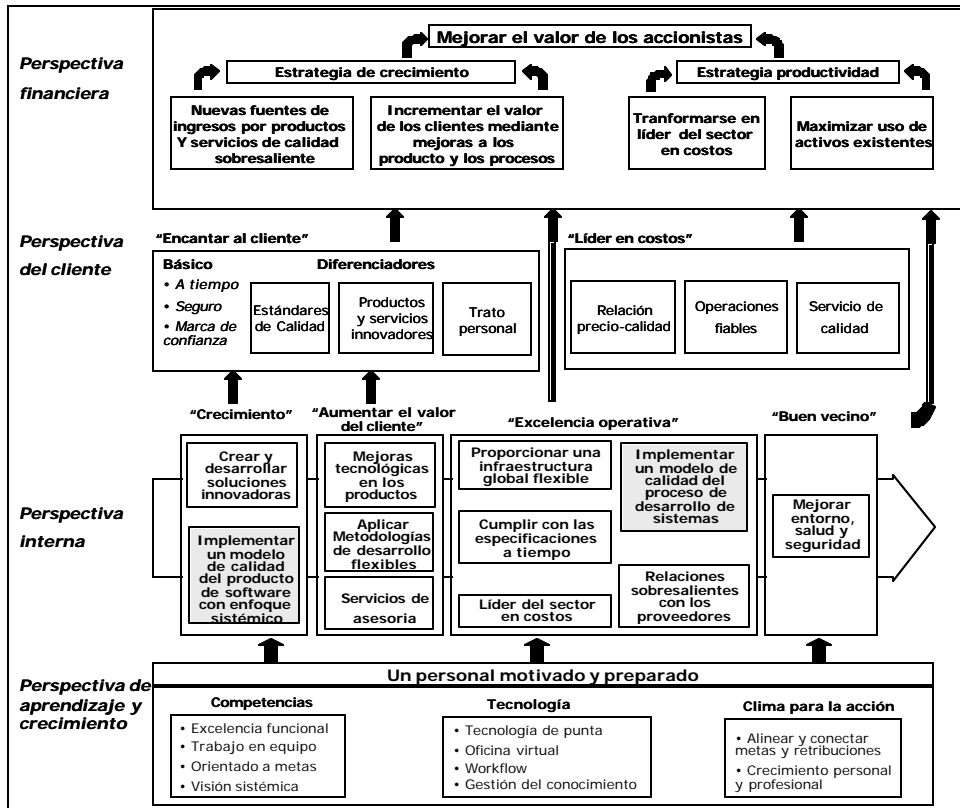 Perspectiva
financiera
Mejorar el valor de los accionistas
Estrategia de crecimiento
Estrategia productividad
Nuevas fuentes de
ingresos por productos
Y servicios de calidad
sobresaliente
Incrementar el valor
de los clientes mediante
mejoras a los
producto y los procesos
Tranformarse en
líder del sector
en costos
Maximizar uso de
activos existentes
Perspectiva
del cliente
“Encantar al cliente”
Básico
• A tiempo
• Seguro
• Marca de
confianza
Diferenciadores
Estándares
de Calidad
Productos
y servicios
innovadores
Trato
personal
“Líder en costos”
Relación
precio-calidad
Operaciones
fiables
Servicio de
calidad
Perspectiva
interna
“Crecimiento”
Crear y
desarrollar
soluciones
innovadoras
Implementar
un modelo
de calidad
del producto
de software
con enfoque
sistémico
“Aumentar el valor
del cliente”
Mejoras
tecnológicas
en los
productos
Aplicar
Metodologías
de desarrollo
flexibles
Servicios de
asesoria
“Excelencia operativa”
Proporcionar una
infraestructura
global flexible
Cumplir con las
especificaciones
a tiempo
Líder del sector
en costos
Implementar
un modelo de
calidad del
proceso de
desarrollo de
sistemas
Relaciones
sobresalientes
con los
proveedores
“Buen vecino”
Mejorar
entorno,
salud y
seguridad
Perspectiva de
aprendizaje y
crecimiento
Un personal motivado y preparado
Competencias
• Excelencia funcional
• Trabajo en equipo
• Orientado a metas
• Visión sistémica
Tecnología
• Tecnología de punta
• Oficina virtual
• Workflow
• Gestión del conocimiento
Clima para la acción
• Alinear y conectar
metas y retribuciones
• Crecimiento personal
y profesional